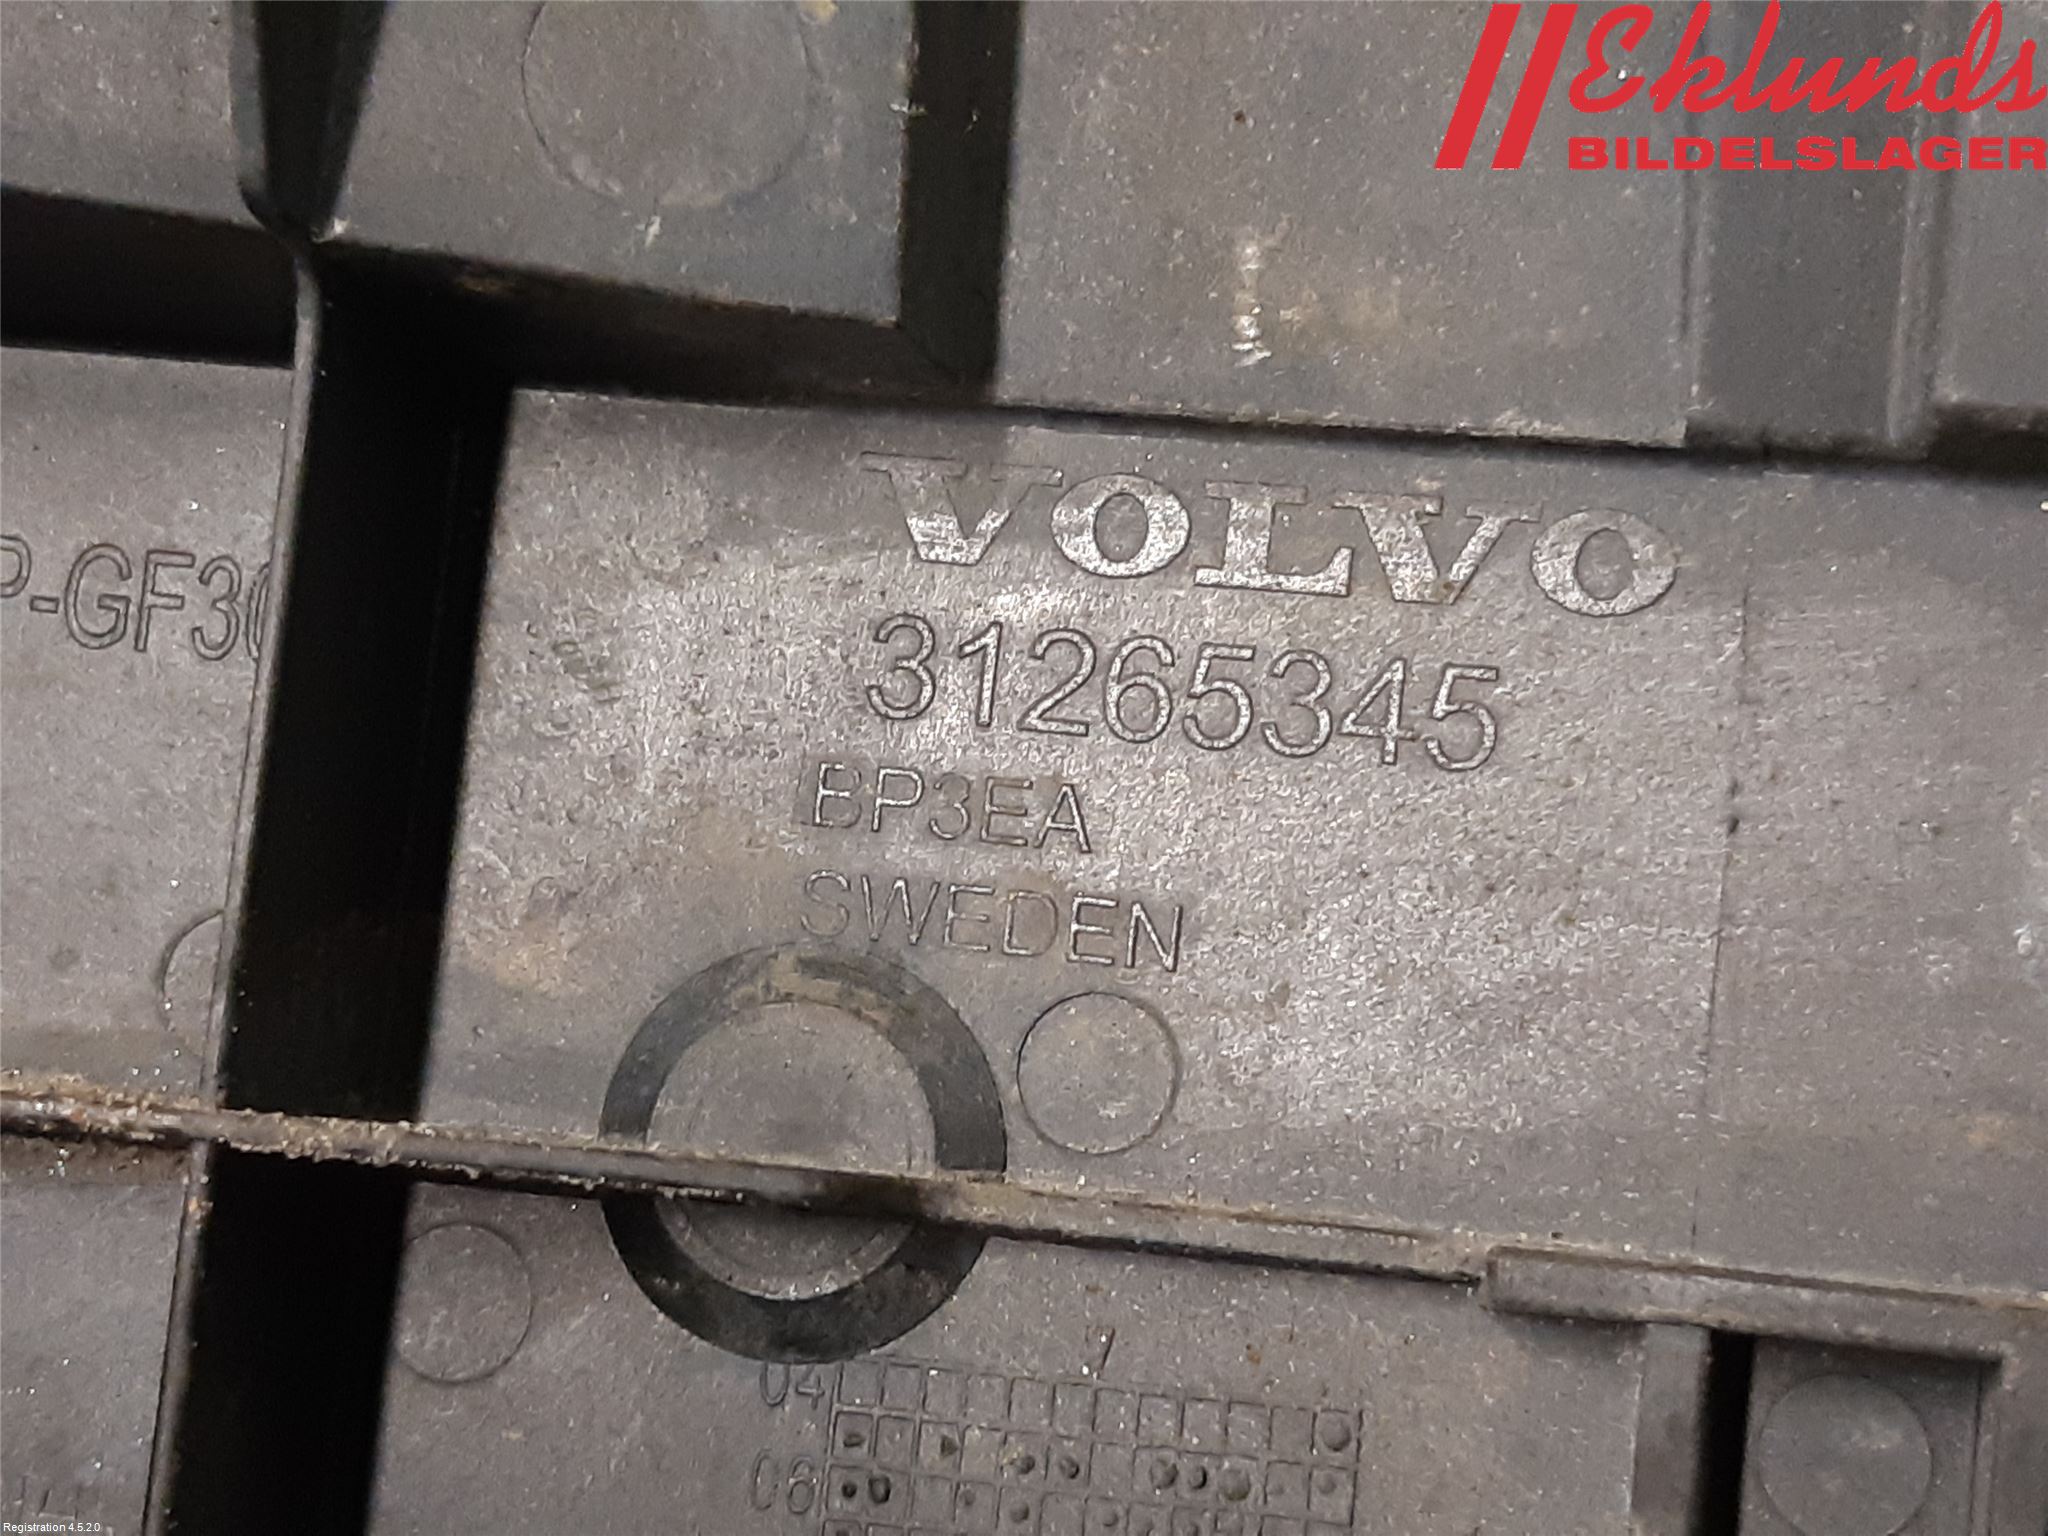 Eklunds
BILDELSLAGER
VOLVO
P-GF30
31265345
BP3EA
SWEDEN
04
06
Registration 4.5.2.0